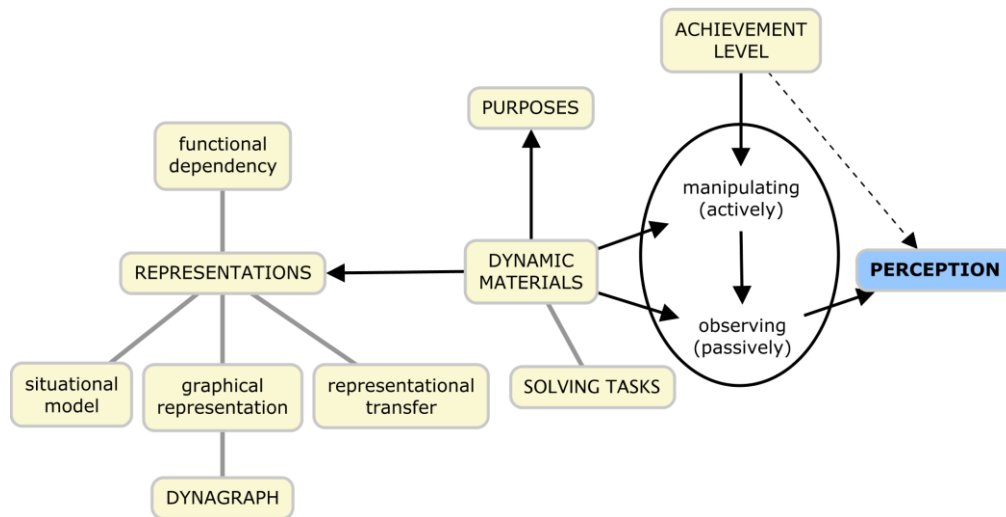 ACHIEVEMENT
LEVEL
PURPOSES
functional
dependency
manipulating
(actively)
REPRESENTATIONS
DYNAMIC
MATERIALS
PERCEPTION
observing
(passively)
situational
model
graphical
representation
representational
transfer
SOLVING TASKS
DYNAGRAPH